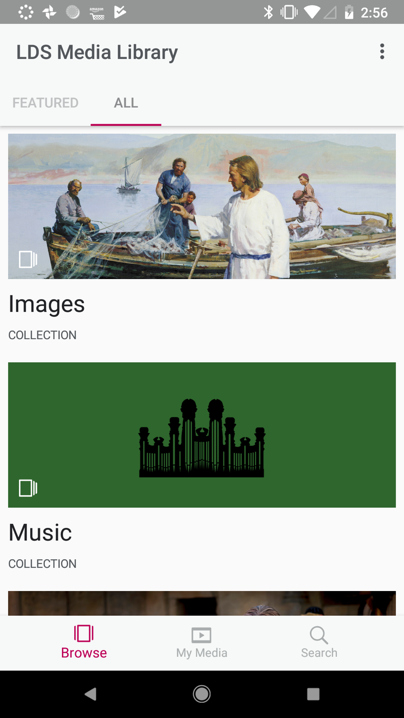 2:56
LDS Media Library
FEATURED
ALL
Images
COLLECTION
Music
COLLECTION
Browse
My Media
Search